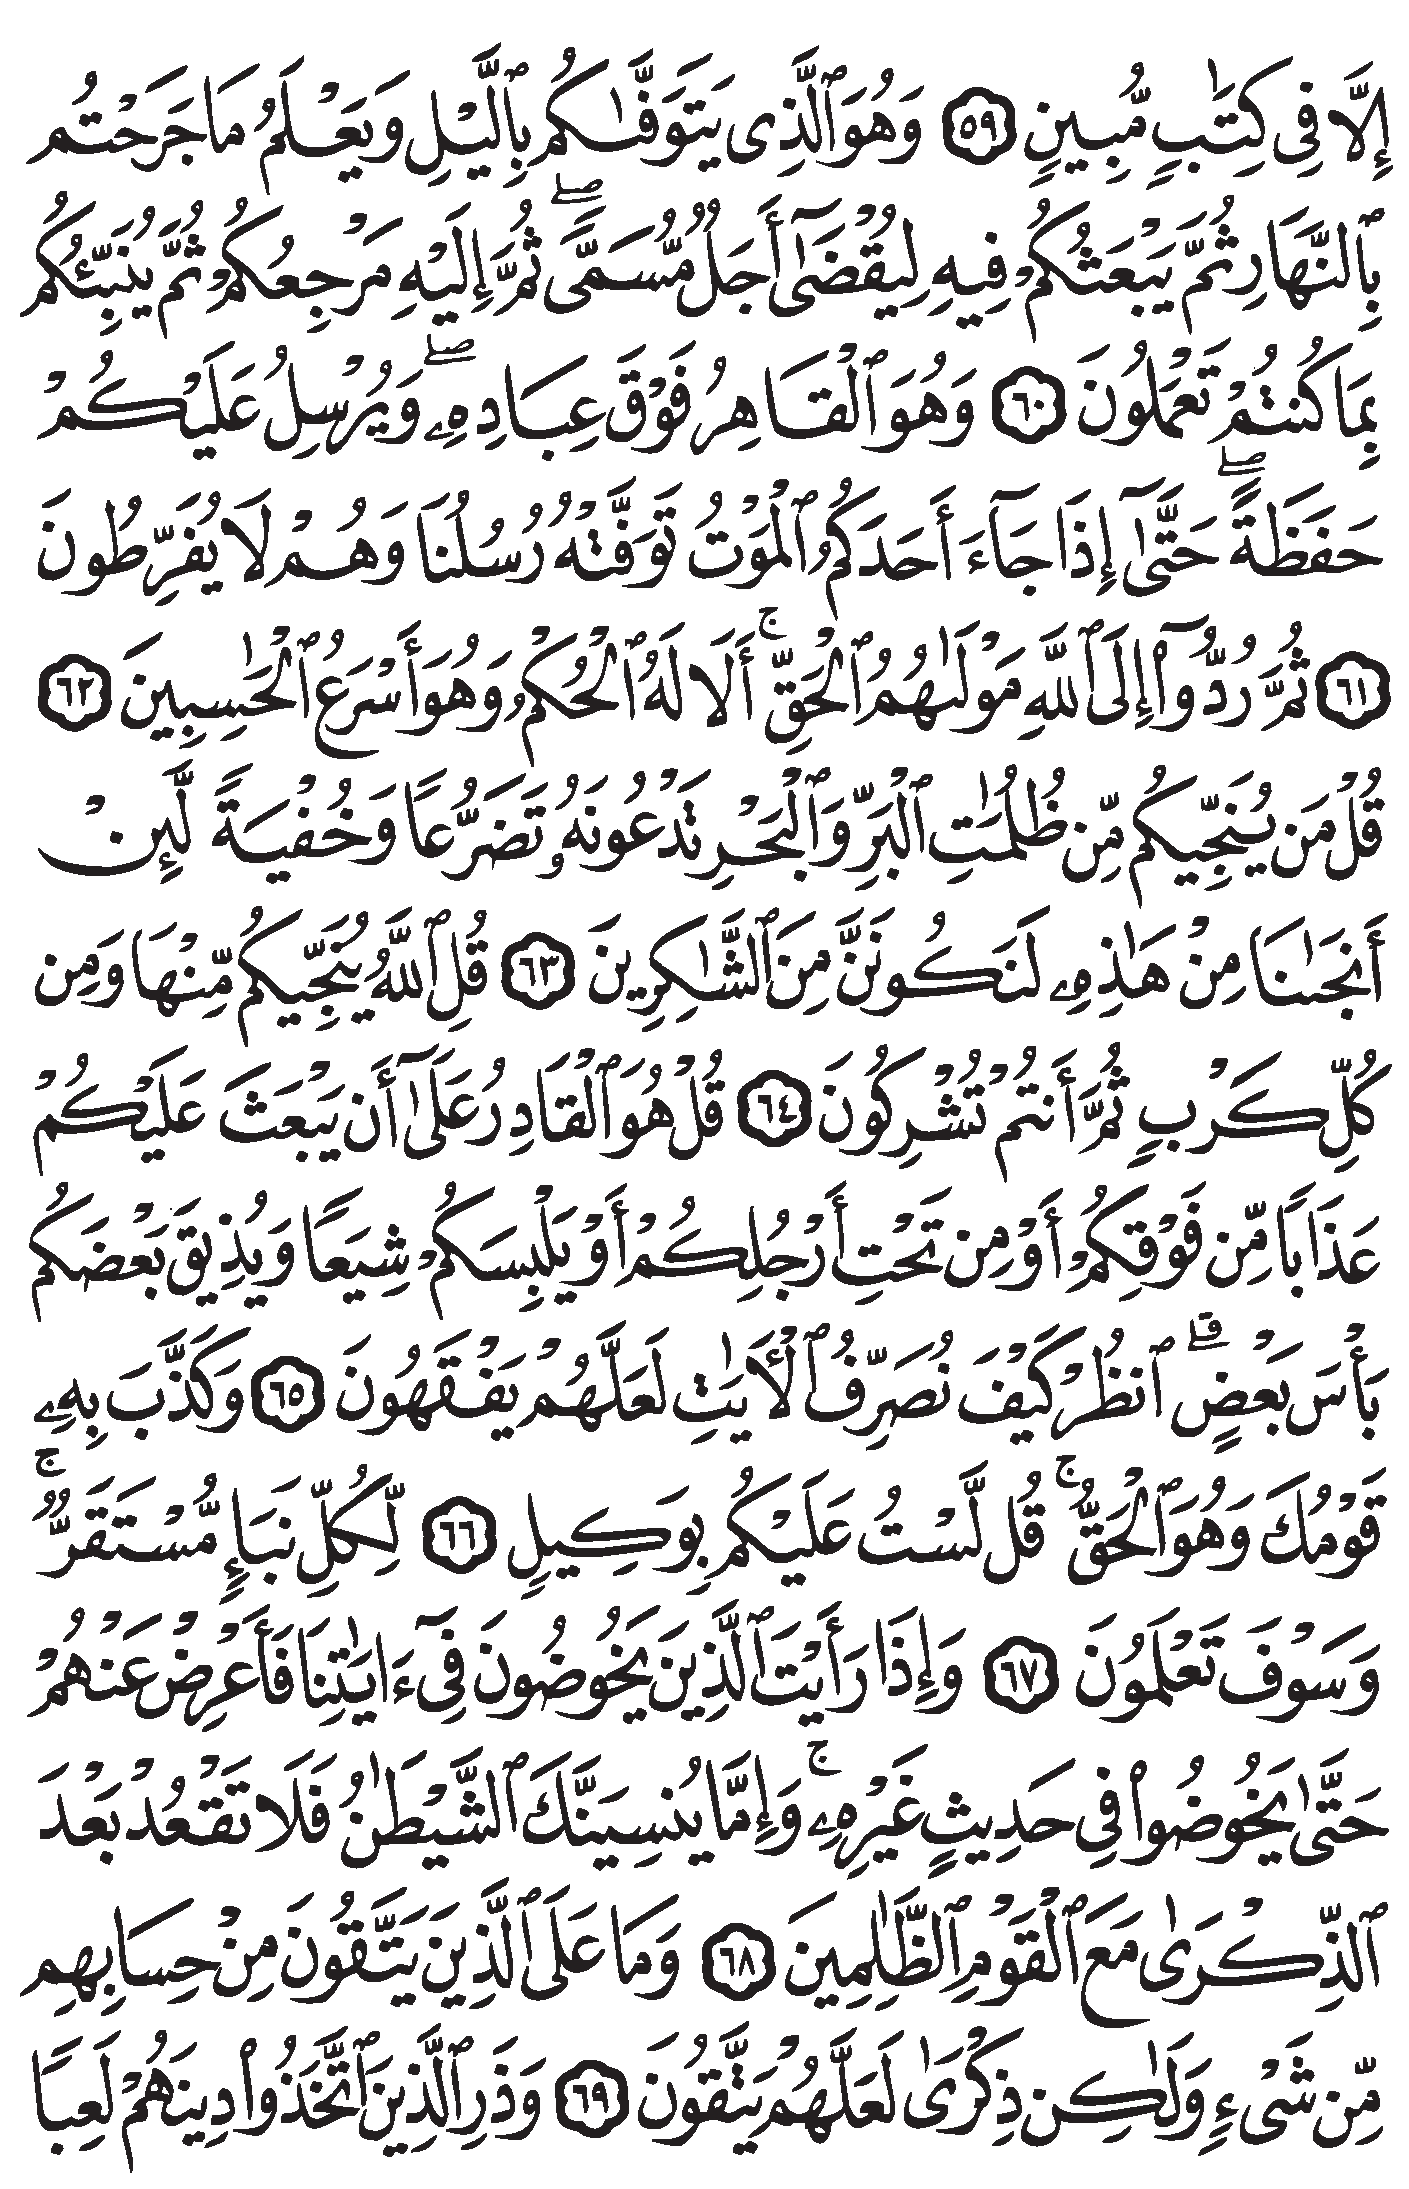 إِلَّا فِى كِتَٰبٍ مُّبِينٍ ٥٩ وَهُوَ ٱلَّذِى يَتَوَفَّىٰكُم بِٱلَّيْلِ وَيَعْلَمُ مَا جَرَحْتُم
بِٱلنَّهَارِ ثُمَّ يَبْعَثُكُمْ فِيهِ لِيُقْضَىٰٓ أَجَلٌ مُّسَمًّى ۖ ثُمَّ إِلَيْهِ مَرْجِعُكُمْ ثُمَّ يُنَبِّئُكُم
بِمَا كُنتُمْ تَعْمَلُونَ ٦٠ وَهُوَ ٱلْقَاهِرُ فَوْقَ عِبَادِهِۦ ۖ وَيُرْسِلُ عَلَيْكُمْ
حَفَظَةً ۖ حَتَّىٰٓ إِذَا جَآءَ أَحَدَكُمُ ٱلْمَوْتُ تَوَفَّتْهُ رُسُلُنَا وَهُمْ لَا يُفَرِّطُونَ
٦١ ثُمَّ رُدُّوٓا۟ إِلَى ٱللَّهِ مَوْلَىٰهُمُ ٱلْحَقِّ ۚ أَلَا لَهُ ٱلْحُكْمُ وَهُوَ أَسْرَعُ ٱلْحَٰسِبِينَ ٦٢
قُلْ مَن يُنَجِّيكُم مِّن ظُلُمَٰتِ ٱلْبَرِّ وَٱلْبَحْرِ تَدْعُونَهُۥ تَضَرُّعًا وَخُفْيَةً لَّئِنْ
أَنجَىٰنَا مِنْ هَٰذِهِۦ لَنَكُونَنَّ مِنَ ٱلشَّٰكِرِينَ ٦٣ قُلِ ٱللَّهُ يُنَجِّيكُم مِّنْهَا وَمِن
كُلِّ كَرْبٍ ثُمَّ أَنتُمْ تُشْرِكُونَ ٦٤ قُلْ هُوَ ٱلْقَادِرُ عَلَىٰٓ أَن يَبْعَثَ عَلَيْكُمْ
عَذَابًا مِّن فَوْقِكُمْ أَوْ مِن تَحْتِ أَرْجُلِكُمْ أَوْ يَلْبِسَكُمْ شِيَعًا وَيُذِيقَ بَعْضَكُم
بَأْسَ بَعْضٍ ۗ ٱنظُرْ كَيْفَ نُصَرِّفُ ٱلْـَٔايَٰتِ لَعَلَّهُمْ يَفْقَهُونَ ٦٥ وَكَذَّبَ بِهِۦ
قَوْمُكَ وَهُوَ ٱلْحَقُّ ۚ قُل لَّسْتُ عَلَيْكُم بِوَكِيلٍ ٦٦ لِّكُلِّ نَبَإٍ مُّسْتَقَرٌّ ۚ
وَسَوْفَ تَعْلَمُونَ ٦٧ وَإِذَا رَأَيْتَ ٱلَّذِينَ يَخُوضُونَ فِىٓ ءَايَٰتِنَا فَأَعْرِضْ عَنْهُمْ
حَتَّىٰ يَخُوضُوا۟ فِى حَدِيثٍ غَيْرِهِۦ ۚ وَإِمَّا يُنسِيَنَّكَ ٱلشَّيْطَٰنُ فَلَا تَقْعُدْ بَعْدَ
ٱلذِّكْرَىٰ مَعَ ٱلْقَوْمِ ٱلظَّٰلِمِينَ ٦٨ وَمَا عَلَى ٱلَّذِينَ يَتَّقُونَ مِنْ حِسَابِهِم
مِّن شَىْءٍ وَلَٰكِن ذِكْرَىٰ لَعَلَّهُمْ يَتَّقُونَ ٦٩ وَذَرِ ٱلَّذِينَ ٱتَّخَذُوا۟ دِينَهُمْ لَعِبًا